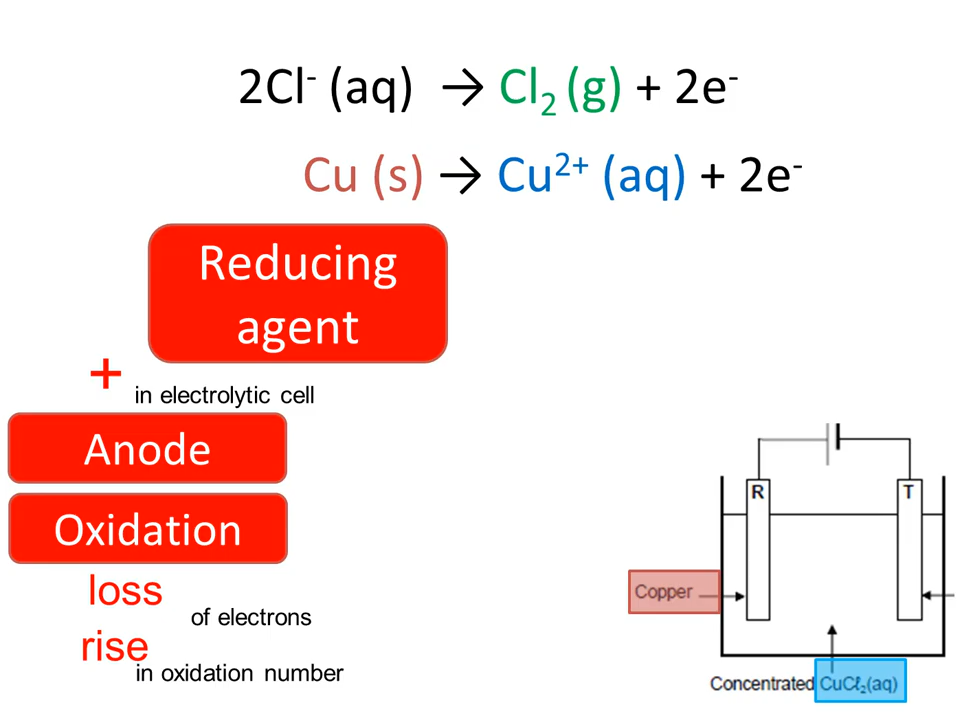 2Cl⁻ (aq) → Cl₂ (g) + 2e⁻
Cu (s) → Cu²⁺ (aq) + 2e⁻
Reducing
agent
+ in electrolytic cell
Anode
Oxidation
loss of electrons
rise in oxidation number
R
T
Copper
Concentrated CuCℓ₂(aq)